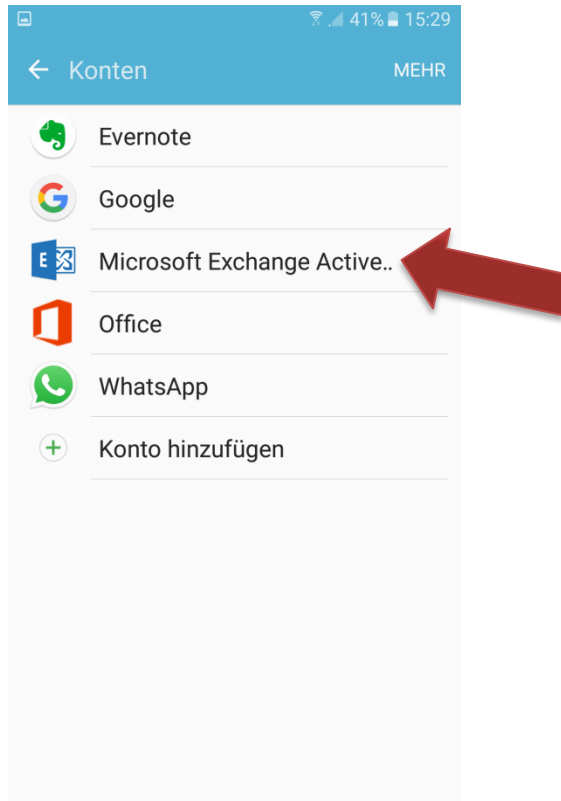 41% 15:29
Konten MEHR
Evernote
Google
Microsoft Exchange Active..
Office
WhatsApp
Konto hinzufügen